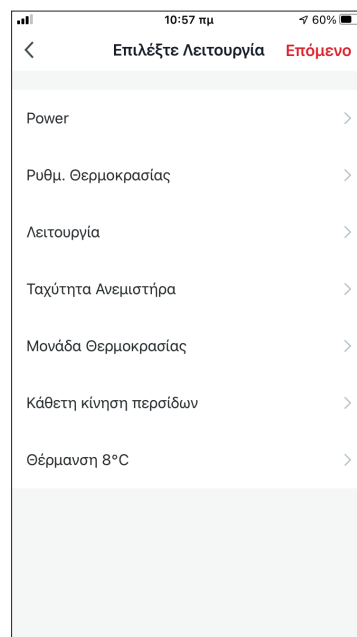 10:57 πμ
60%
Επιλέξτε Λειτουργία
Επόμενο
Power
Ρυθμ. Θερμοκρασίας
Λειτουργία
Ταχύτητα Ανεμιστήρα
Μονάδα Θερμοκρασίας
Κάθετη κίνηση περσίδων
Θέρμανση 8°C